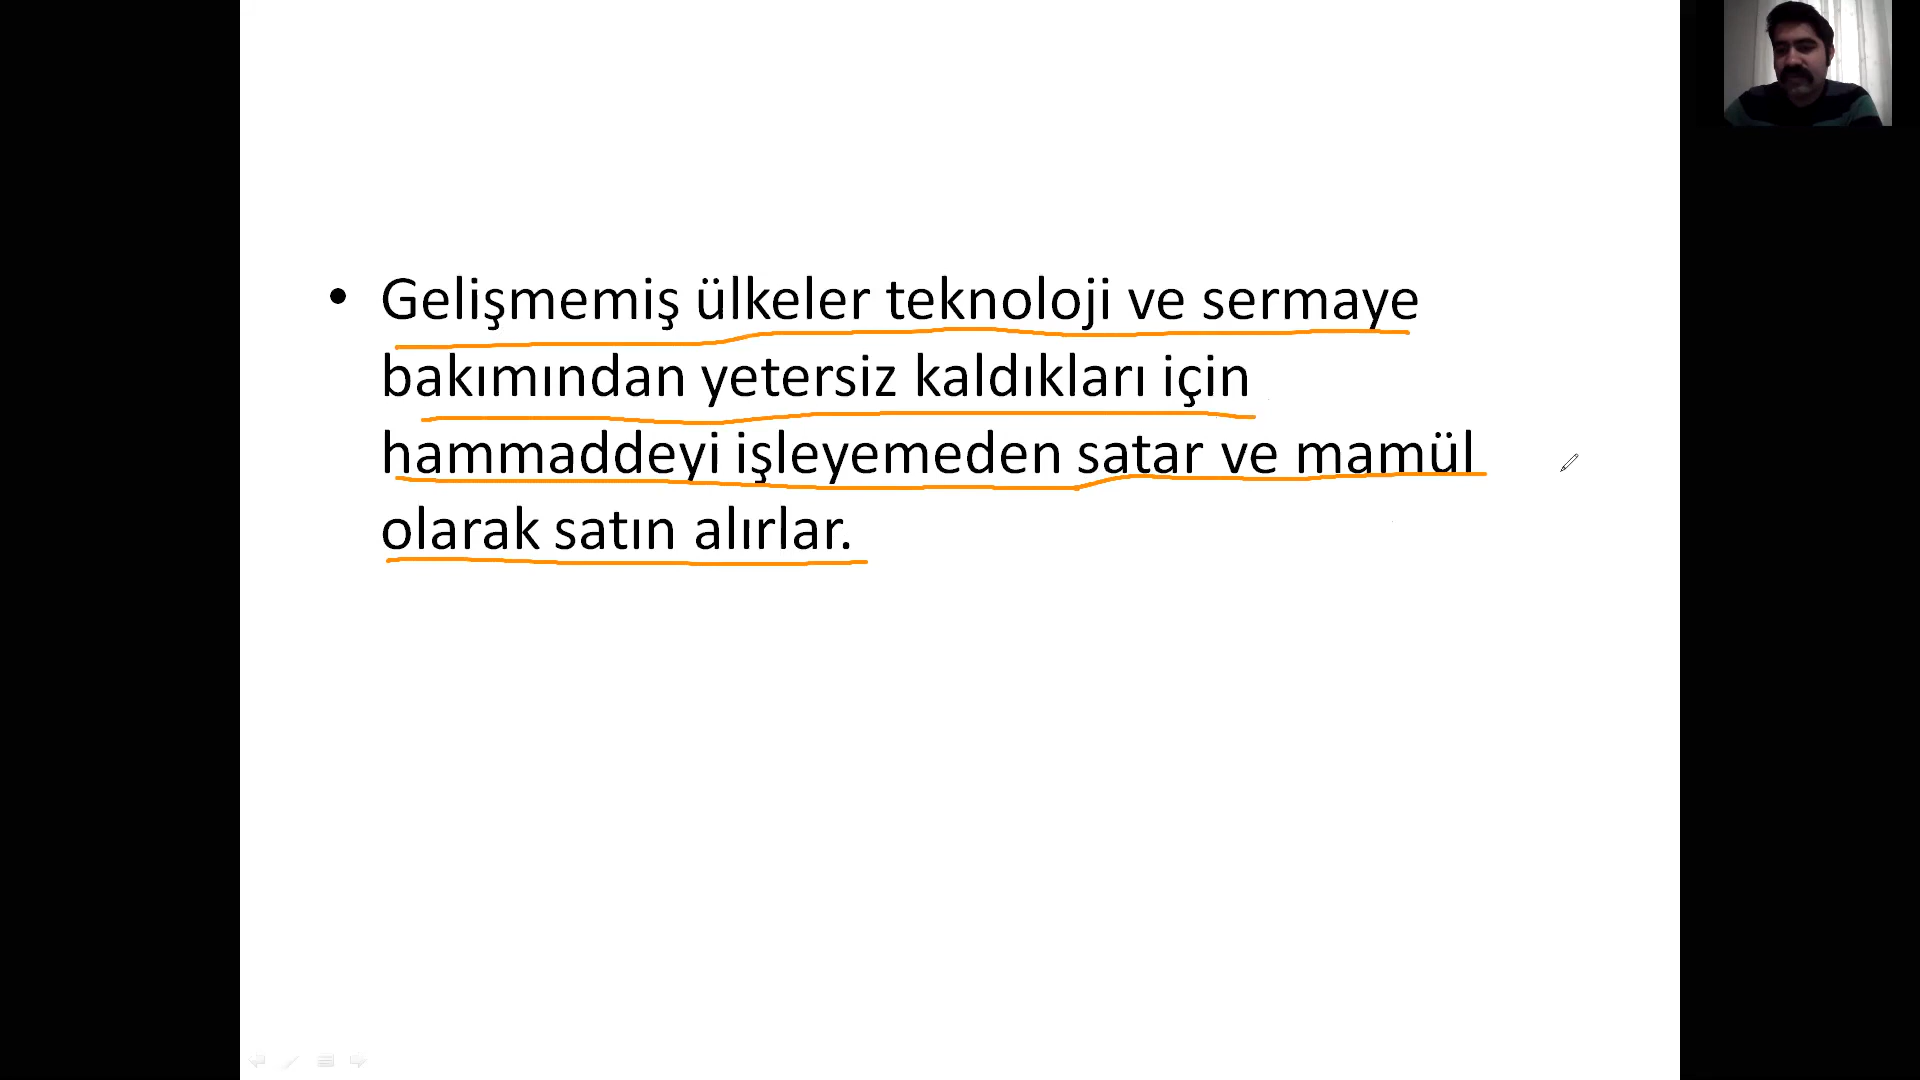 • Gelişmemiş ülkeler teknoloji ve sermaye
bakımından yetersiz kaldıkları için
hammaddeyi işleyemeden satar ve mamül
olarak satın alırlar.